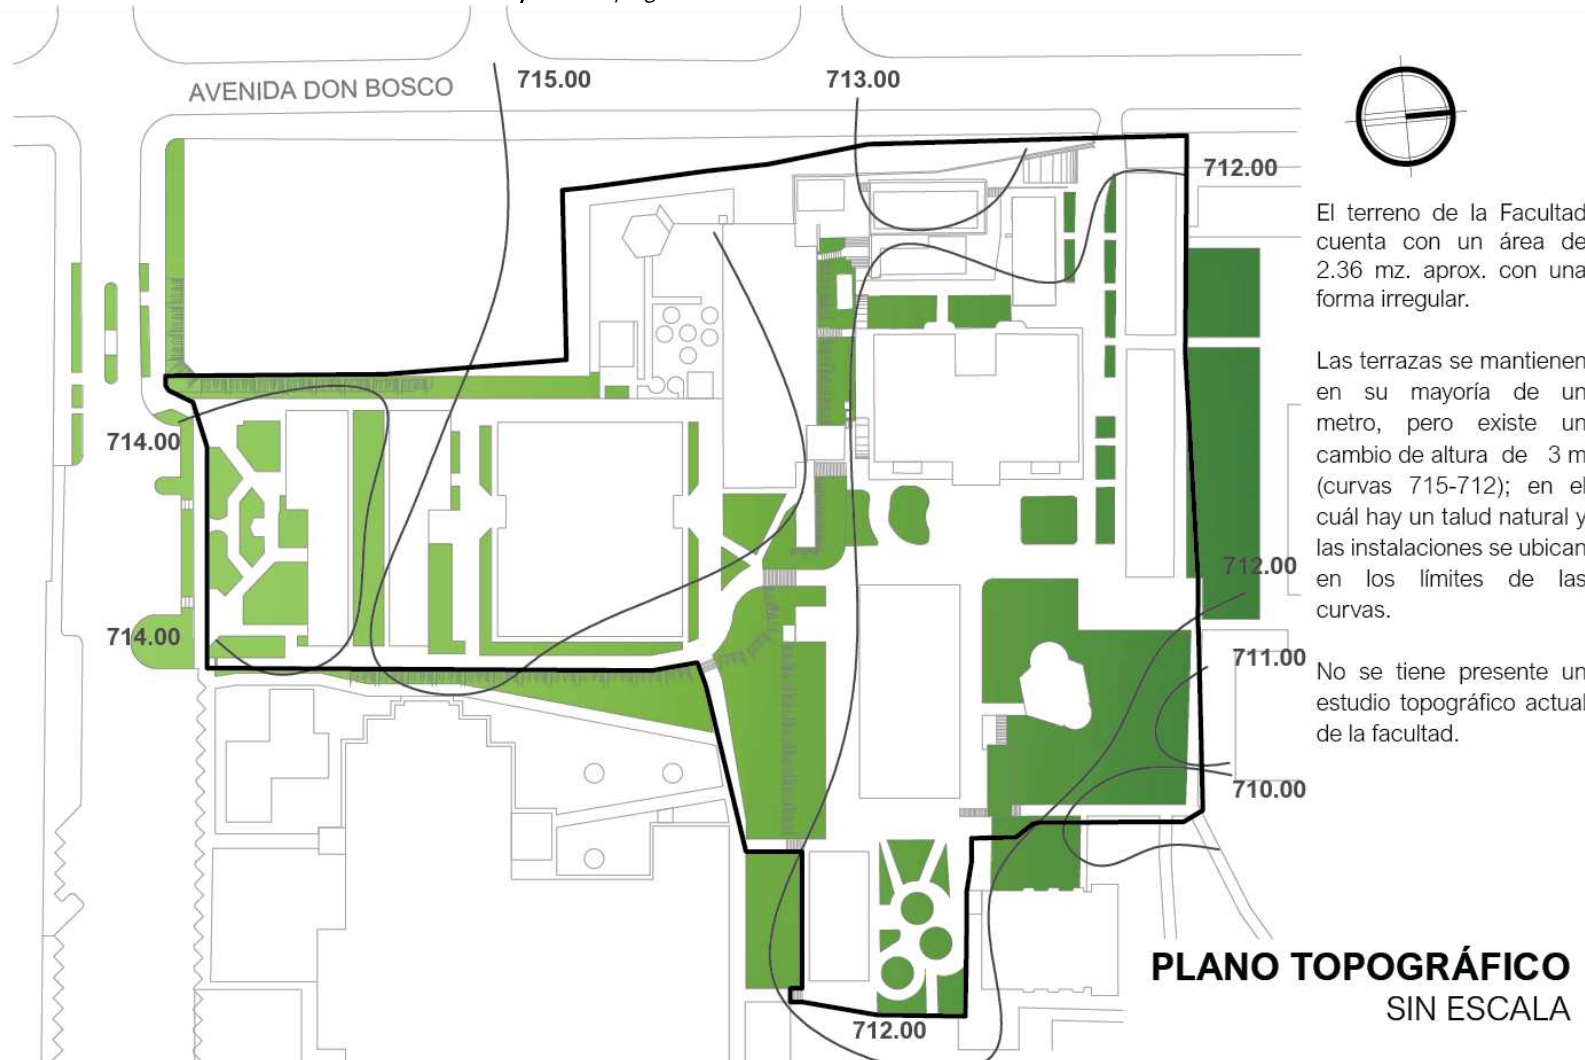 AVENIDA DON BOSCO
715.00
713.00
712.00
714.00
714.00
712.00
711.00
710.00
712.00
El terreno de la Facultad
cuenta con un área de
2.36 mz. aprox. con una
forma irregular.
Las terrazas se mantienen
en su mayoría de un
metro, pero existe un
cambio de altura de 3 m
(curvas 715-712); en el
cuál hay un talud natural y
las instalaciones se ubican
en los límites de las
curvas.
No se tiene presente un
estudio topográfico actual
de la facultad.
PLANO TOPOGRÁFICO
SIN ESCALA